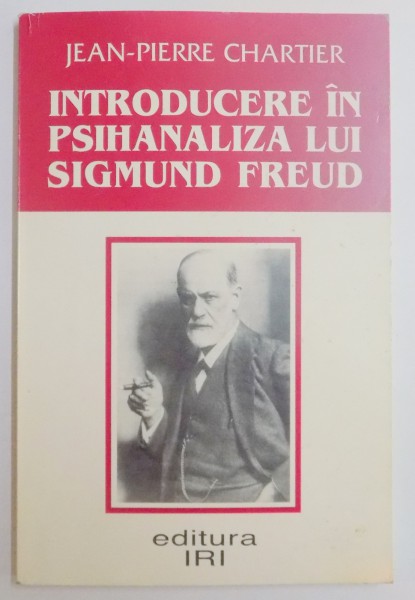 JEAN-PIERRE CHARTIER
INTRODUCERE ÎN
PSIHANALIZA LUI
SIGMUND FREUD
editura
IRI